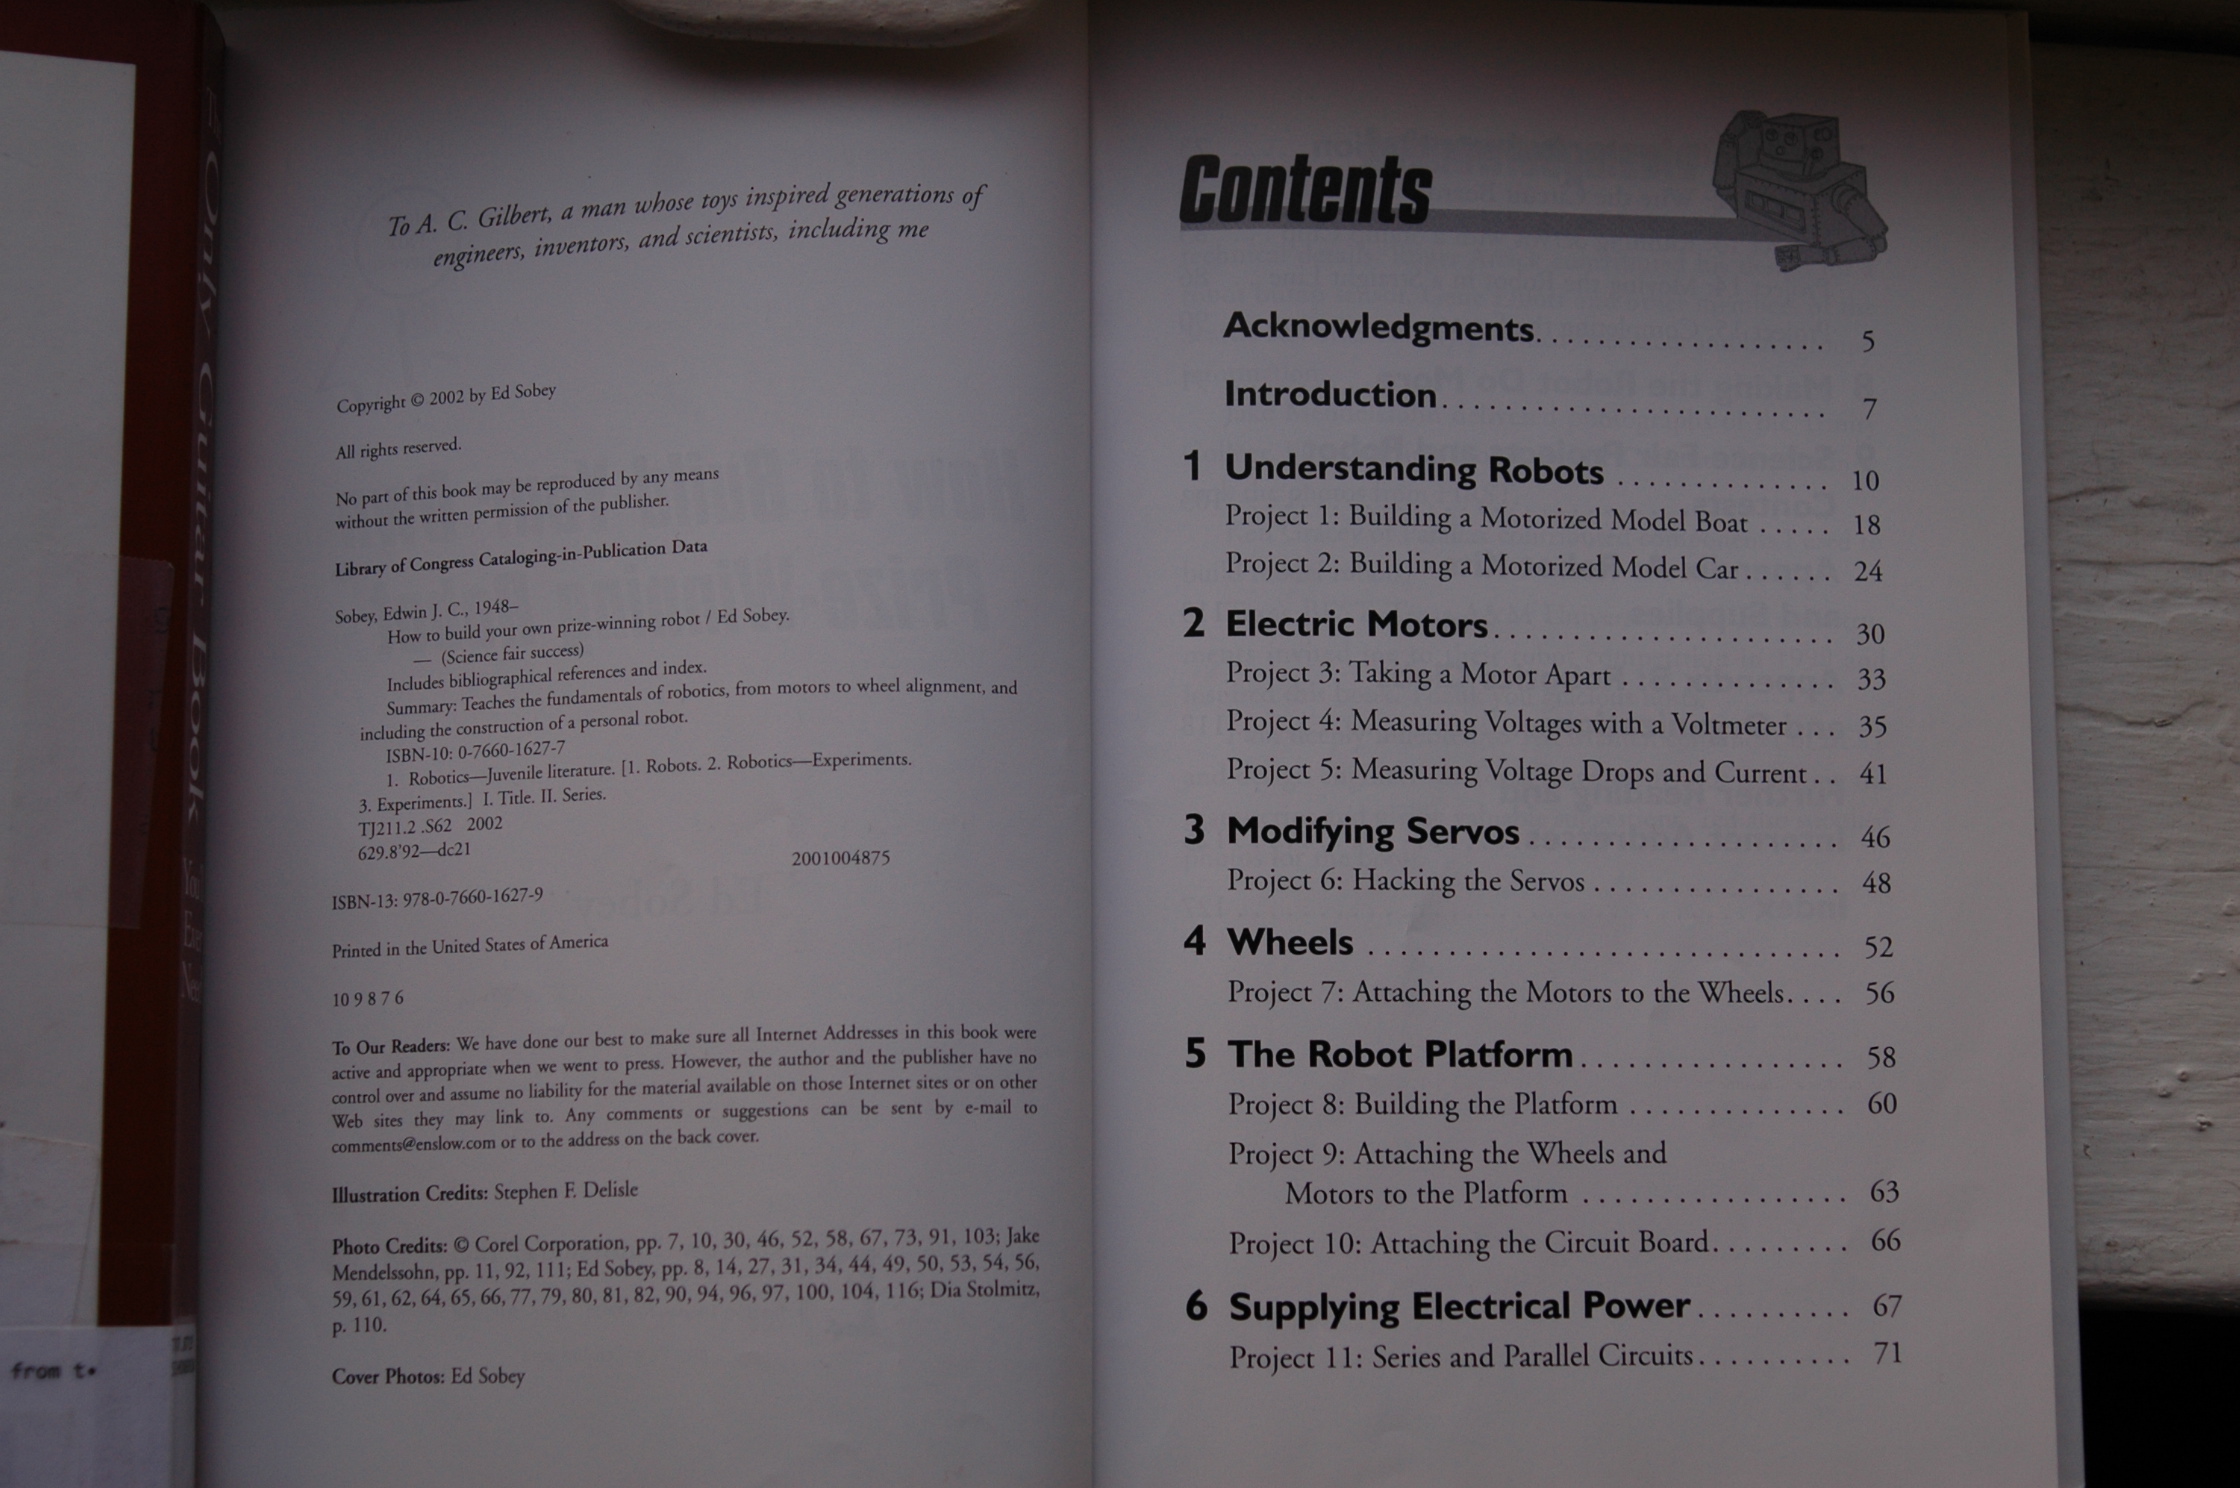 The Only Guitar Book You'll Ever Need
To A. C. Gilbert, a man whose toys inspired generations of
engineers, inventors, and scientists, including me
Copyright © 2002 by Ed Sobey
All rights reserved.
No part of this book may be reproduced by any means
without the written permission of the publisher.
Library of Congress Cataloging-in-Publication Data
Sobey, Edwin J. C., 1948–
How to build your own prize-winning robot / Ed Sobey.
— (Science fair success)
Includes bibliographical references and index.
Summary: Teaches the fundamentals of robotics, from motors to wheel alignment, and
including the construction of a personal robot.
ISBN-10: 0-7660-1627-7
1. Robotics—Juvenile literature. [1. Robots. 2. Robotics—Experiments.
3. Experiments.] I. Title. II. Series.
TJ211.2 .S62 2002
629.8'92—dc21
2001004875
ISBN-13: 978-0-7660-1627-9
Printed in the United States of America
10 9 8 7 6
To Our Readers: We have done our best to make sure all Internet Addresses in this book were
active and appropriate when we went to press. However, the author and the publisher have no
control over and assume no liability for the material available on those Internet sites or on other
Web sites they may link to. Any comments or suggestions can be sent by e-mail to
comments@enslow.com or to the address on the back cover.
Illustration Credits: Stephen F. Delisle
Photo Credits: © Corel Corporation, pp. 7, 10, 30, 46, 52, 58, 67, 73, 91, 103; Jake
Mendelssohn, pp. 11, 92, 111; Ed Sobey, pp. 8, 14, 27, 31, 34, 44, 49, 50, 53, 54, 56,
59, 61, 62, 64, 65, 66, 77, 79, 80, 81, 82, 90, 94, 96, 97, 100, 104, 116; Dia Stolmitz,
p. 110.
Cover Photos: Ed Sobey
from t
Contents
Acknowledgments. . . . . . . . . . . . . . . . . . . 5
Introduction. . . . . . . . . . . . . . . . . . . . . . . . . 7
1 Understanding Robots . . . . . . . . . . . . . . 10
Project 1: Building a Motorized Model Boat . . . . . 18
Project 2: Building a Motorized Model Car . . . . . . 24
2 Electric Motors. . . . . . . . . . . . . . . . . . . . . . . 30
Project 3: Taking a Motor Apart . . . . . . . . . . . . . . 33
Project 4: Measuring Voltages with a Voltmeter . . . 35
Project 5: Measuring Voltage Drops and Current . . 41
3 Modifying Servos . . . . . . . . . . . . . . . . . . . . . 46
Project 6: Hacking the Servos . . . . . . . . . . . . . . . . 48
4 Wheels . . . . . . . . . . . . . . . . . . . . . . . . . . . . . 52
Project 7: Attaching the Motors to the Wheels. . . . 56
5 The Robot Platform. . . . . . . . . . . . . . . . . . 58
Project 8: Building the Platform . . . . . . . . . . . . . . 60
Project 9: Attaching the Wheels and
Motors to the Platform . . . . . . . . . . . . . . . . . 63
Project 10: Attaching the Circuit Board. . . . . . . . . 66
6 Supplying Electrical Power. . . . . . . . . . 67
Project 11: Series and Parallel Circuits. . . . . . . . . . 71